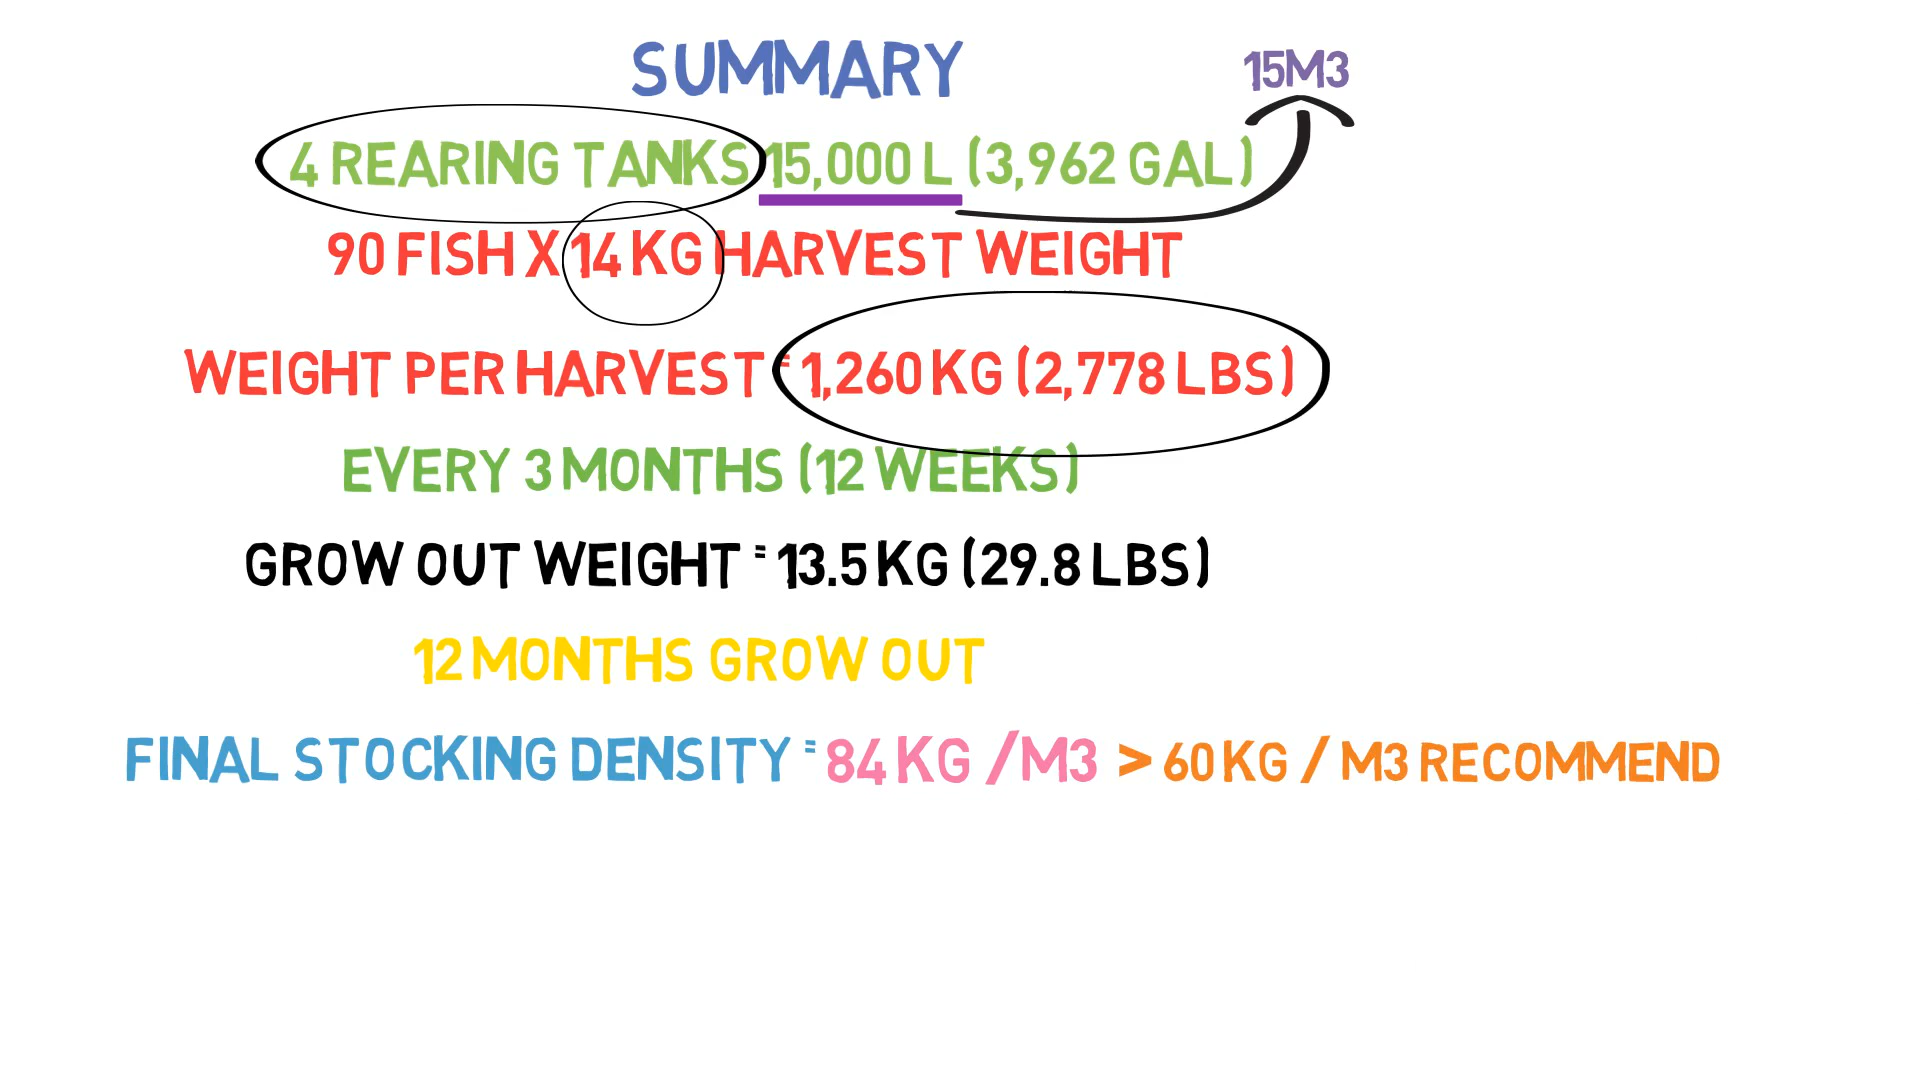 SUMMARY
15M3
4 REARING TANKS 15,000 L (3,962 GAL)
90 FISH X 14 KG HARVEST WEIGHT
WEIGHT PER HARVEST = 1,260 KG (2,778 LBS)
EVERY 3 MONTHS (12 WEEKS)
GROW OUT WEIGHT = 13.5 KG (29.8 LBS)
12 MONTHS GROW OUT
FINAL STOCKING DENSITY = 84 KG /M3 > 60 KG / M3 RECOMMEND